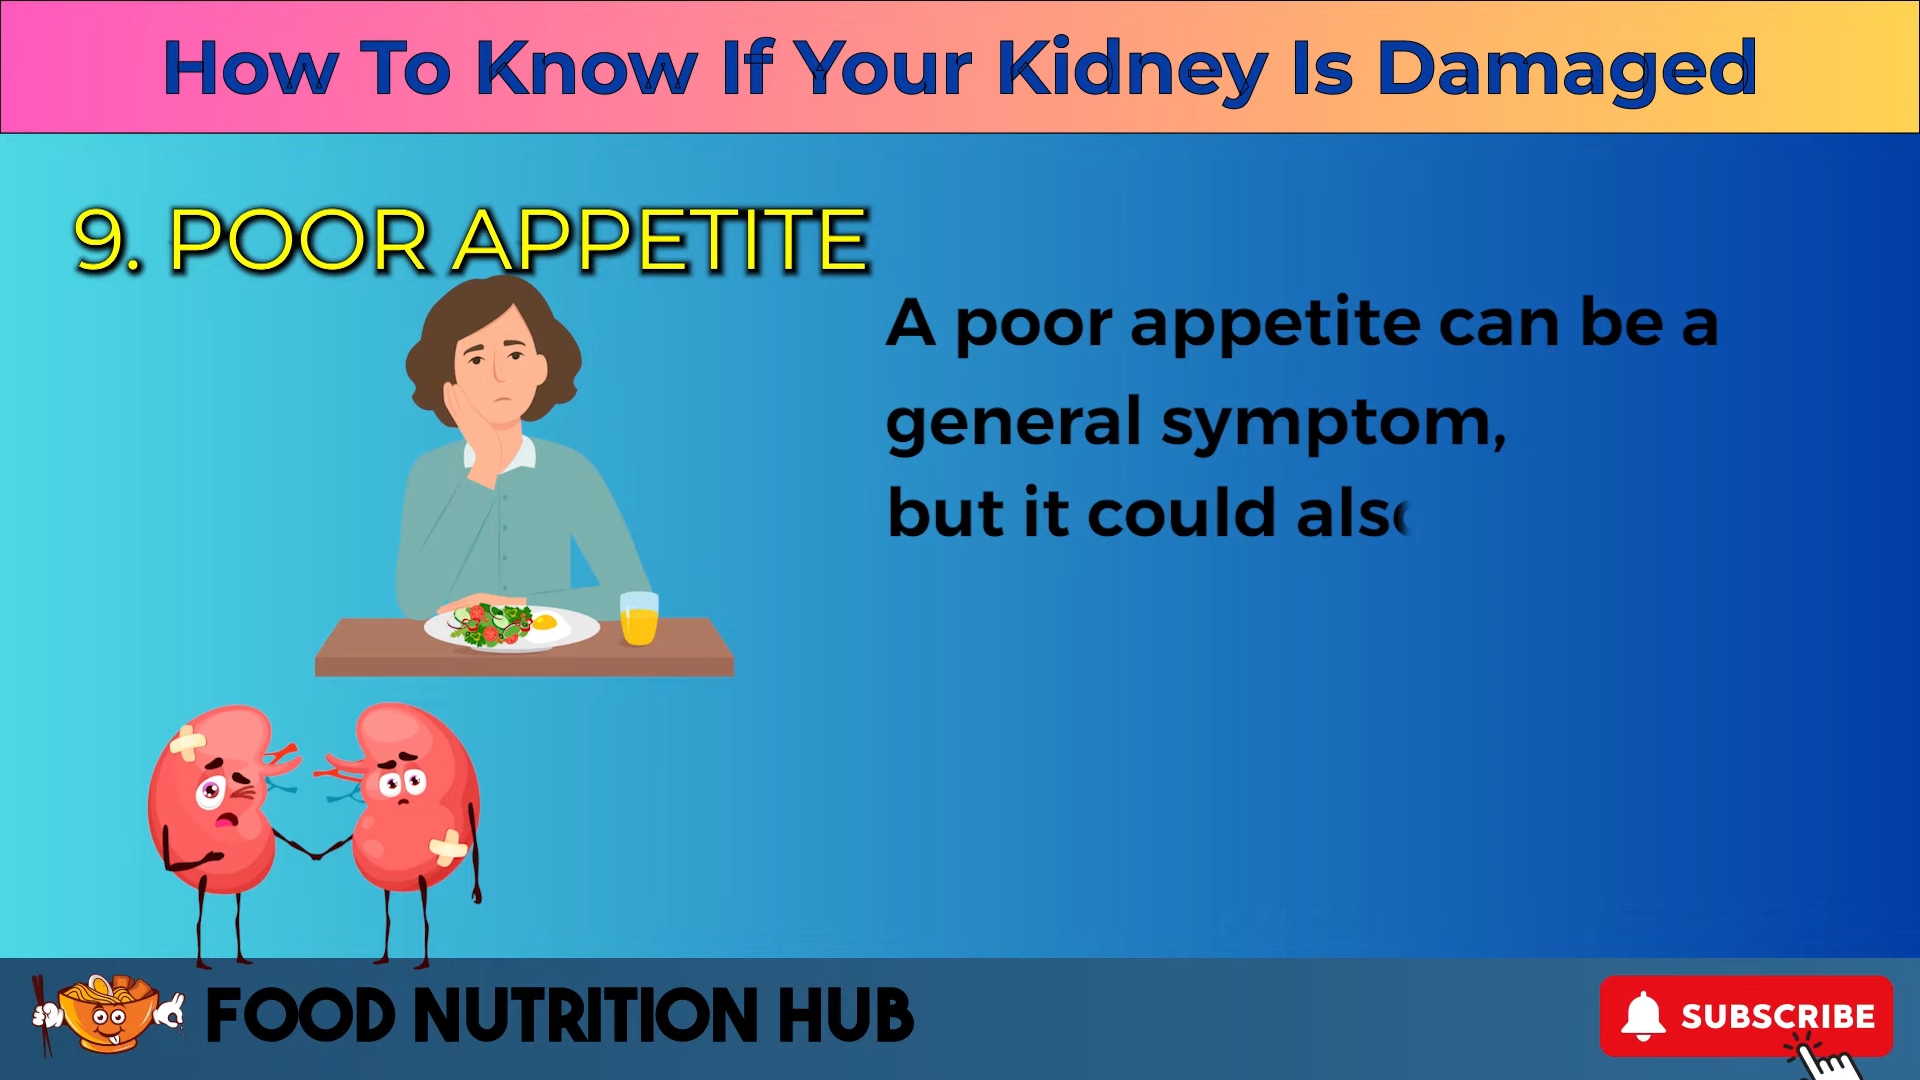 How To Know If Your Kidney Is Damaged
9. POOR APPETITE
A poor appetite can be a
general symptom,
but it could also
FOOD NUTRITION HUB
SUBSCRIBE